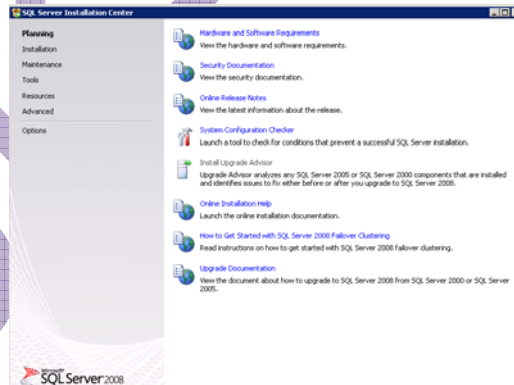 SQL Server Installation Center
Planning
Installation
Maintenance
Tools
Resources
Advanced
Options
Hardware and Software Requirements
View the hardware and software requirements.
Security Documentation
View the security documentation.
Online Release Notes
View the latest information about the release.
System Configuration Checker
Launch a tool to check for conditions that prevent a successful SQL Server installation.
Install Upgrade Advisor
Upgrade Advisor analyzes any SQL Server 2005 or SQL Server 2000 components that are installed
and identifies issues to fix either before or after you upgrade to SQL Server 2008.
Online Installation Help
Launch the online installation documentation.
How to Get Started with SQL Server 2008 Failover Clustering
Read instructions on how to get started with SQL Server 2008 failover clustering.
Upgrade Documentation
View the document about how to upgrade to SQL Server 2008 from SQL Server 2000 or SQL Server
2005.
Microsoft
SQL Server 2008